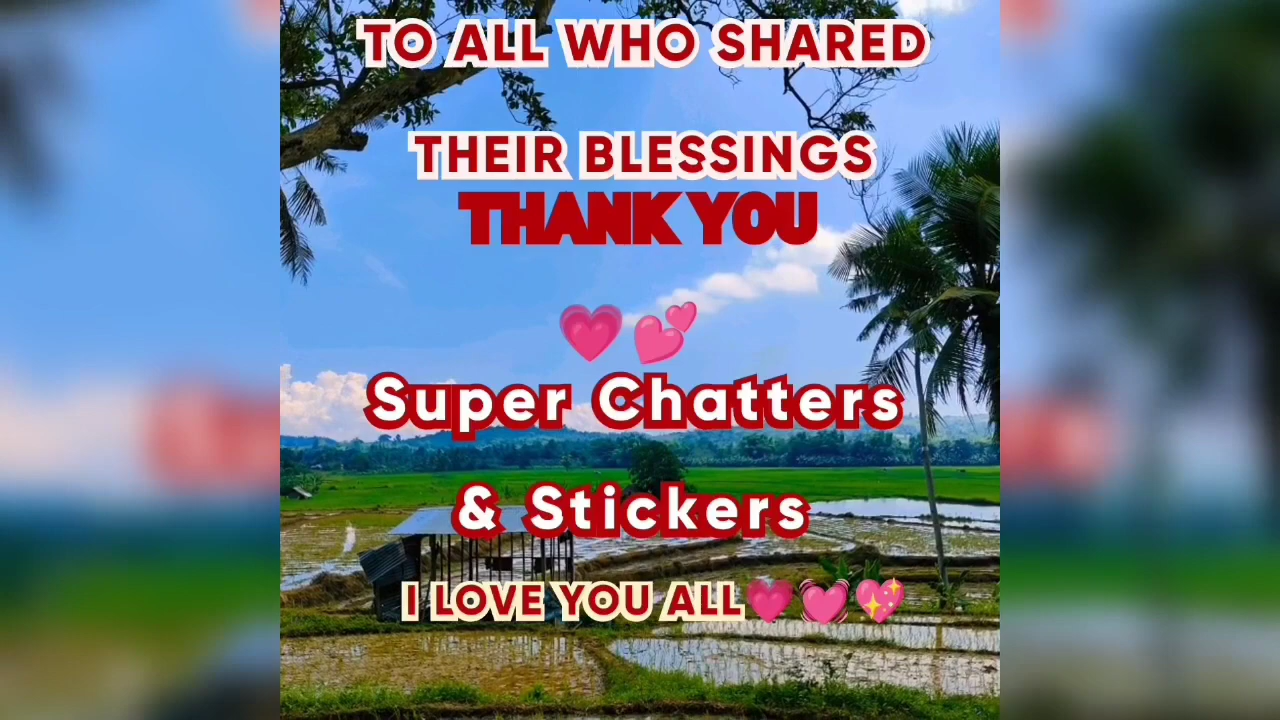 TO ALL WHO SHARED
THEIR BLESSINGS
THANK YOU
💗 💕
Super Chatters
& Stickers
I LOVE YOU ALL💗💓💖